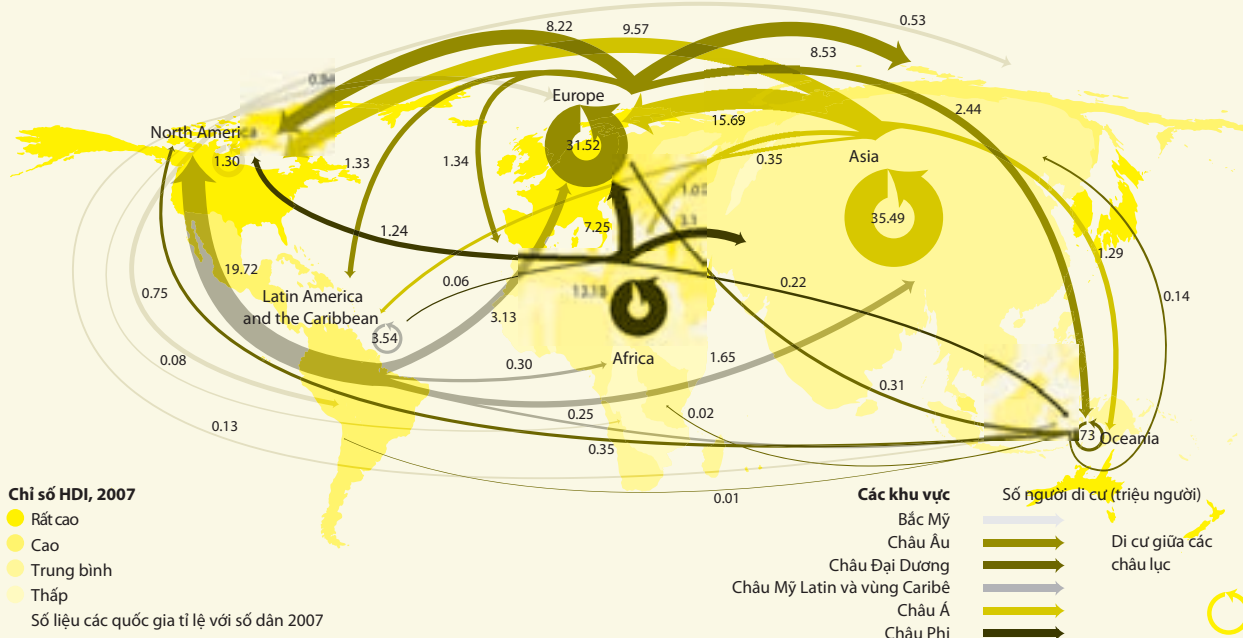 0.53
8.22
9.57
8.53
Europe
2.44
North America
15.69
31.52
1.30
1.33
1.34
0.35
Asia
35.49
7.25
1.24
1.29
19.72
0.06
0.22
0.14
0.75
Latin America
and the Caribbean
3.13
3.54
Africa
1.65
0.08
0.30
0.31
0.25
0.02
0.13
0.35
73
Oceania
0.01
Chỉ số HDI, 2007
Rất cao
Cao
Trung bình
Thấp
Số liệu các quốc gia tỉ lệ với số dân 2007
Các khu vực
Số người di cư (triệu người)
Bắc Mỹ
Châu Âu
Châu Đại Dương
Châu Mỹ Latin và vùng Caribê
Châu Á
Châu Phi
Di cư giữa các
châu lục